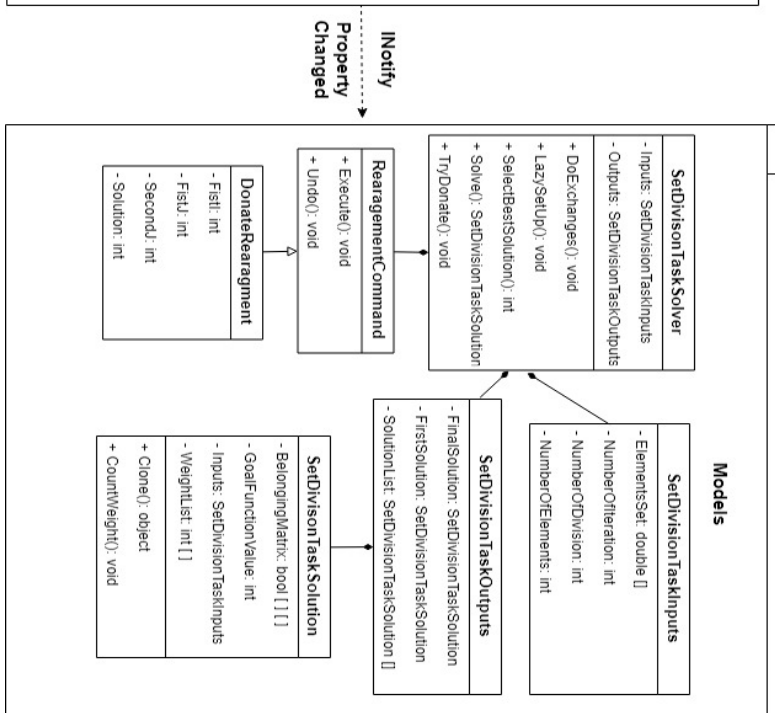 INotify
Property
Changed
Models
SetDivisonTaskSolver
- Inputs: SetDivisionTaskInputs
- Outputs: SetDivisionTaskOutputs
+ DoExchanges(): void
+ LazySetUp(): void
+ SelectBestSolution(): int
+ Solve(): SetDivisionTaskSolution
+ TryDonate(): void
SetDivisionTaskInputs
- ElementsSet: double []
- NumberOfIteration: int
- NumberOfDivision: int
- NumberOfElements: int
RearagementCommand
+ Execute(): void
+ Undo(): void
SetDivisionTaskOutputs
- FinalSolution: SetDivisionTaskSolution
- FirstSolution: SetDivisionTaskSolution
- SolutionList: SetDivisionTaskSolution []
DonateRearagment
- FistI: int
- FistJ: int
- SecondJ: int
- Solution: int
SetDivisonTaskSolution
- BelongingMatrix: bool [ ] [ ]
- GoalFunctionValue: int
- Inputs: SetDivisionTaskInputs
- WeightList: int [ ]
+ Clone(): object
+ CountWeight(): void